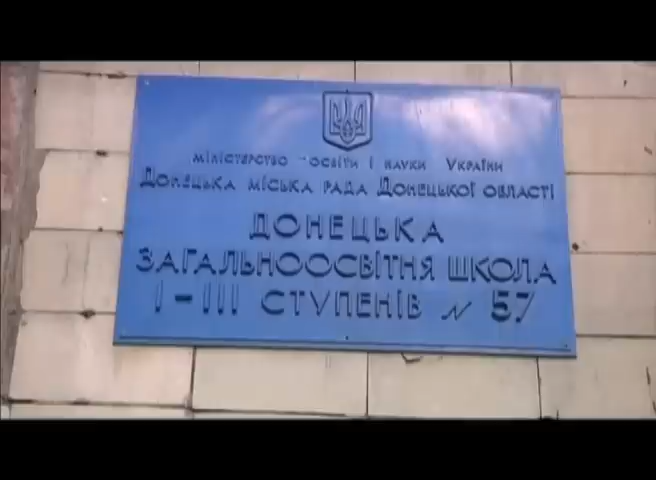 Міністерство освіти і науки України
Донецька міська рада Донецької області
ДОНЕЦЬКА
ЗАГАЛЬНООСВІТНЯ ШКОЛА
І-ІІІ СТУПЕНІВ № 57